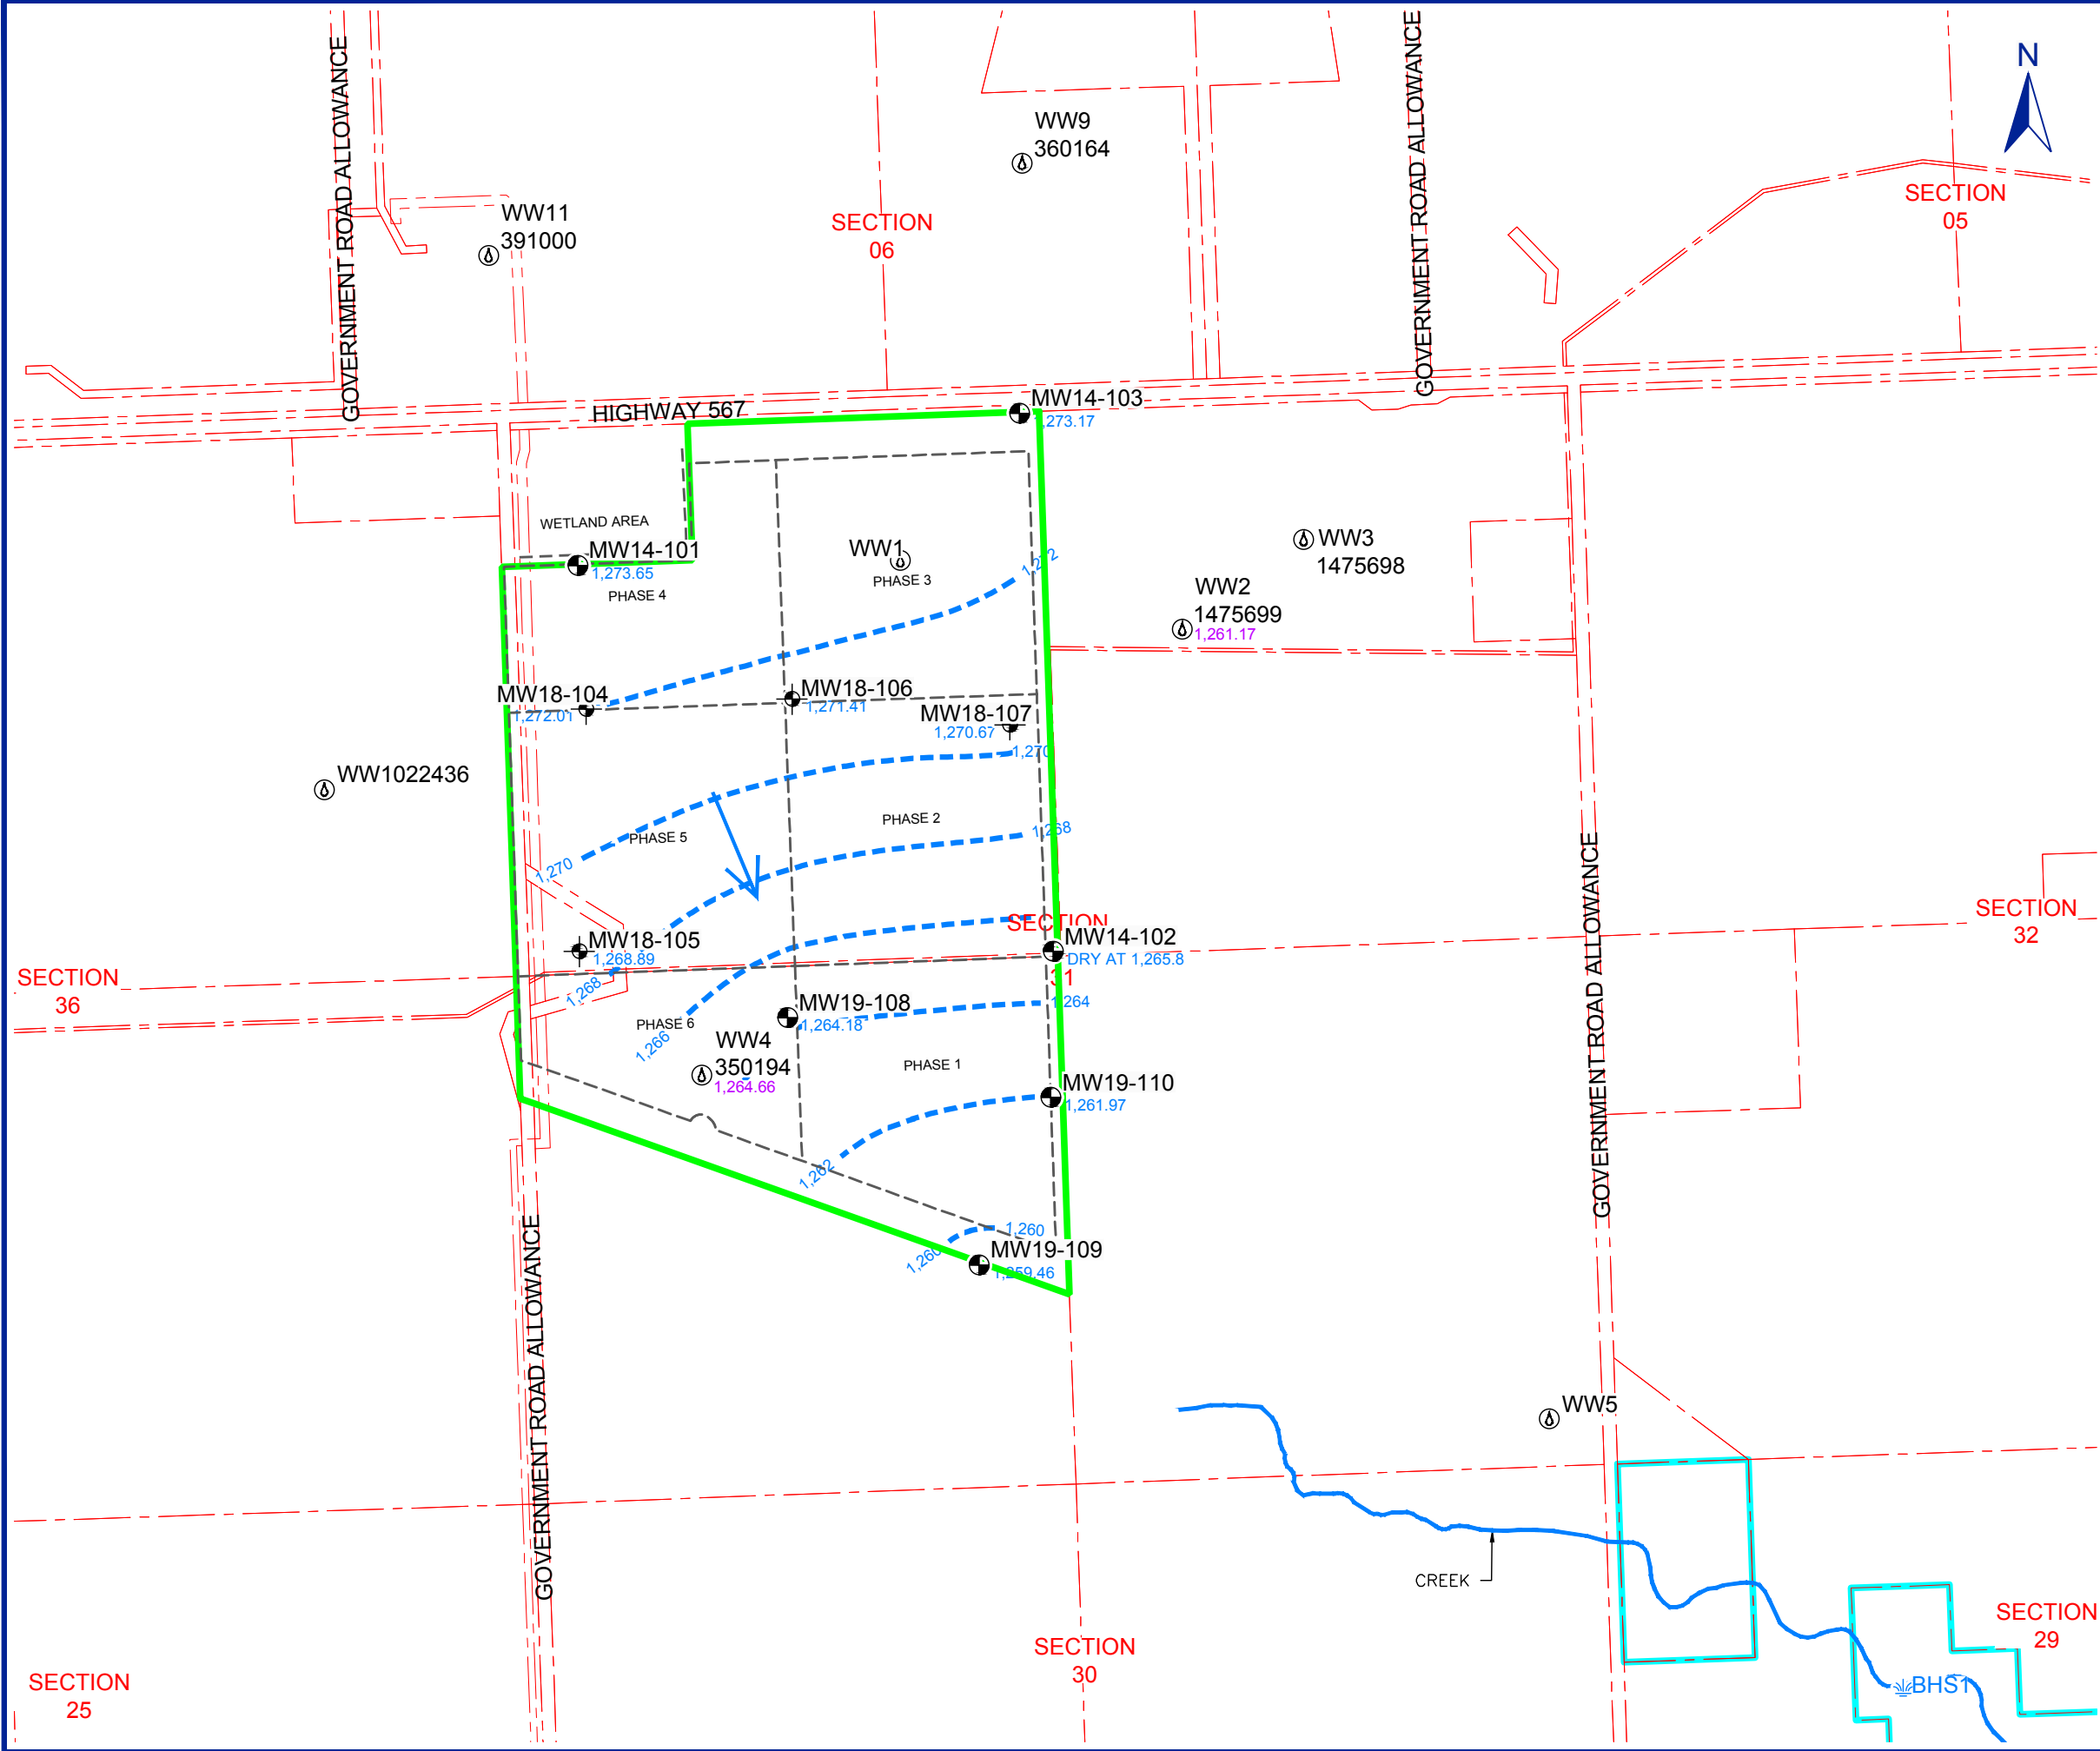 N
GOVERNMENT ROAD ALLOWANCE
GOVERNMENT ROAD ALLOWANCE
WW9
360164
SECTION
05
WW11
391000
SECTION
06
HIGHWAY 567
MW14-103
1,273.17
WETLAND AREA
MW14-101
1,273.65
PHASE 4
WW1
PHASE 3
1,272
WW3
1475698
WW2
1475699
1,261.17
MW18-104
1,272.01
MW18-106
1,271.41
MW18-107
1,270.67
1,270
WW1022436
PHASE 2
1,268
PHASE 5
1,270
GOVERNMENT ROAD ALLOWANCE
SECTION
32
SECTION
31
MW14-102
DRY AT 1,265.8
MW18-105
1,268.89
1,268
SECTION
36
1,264
MW19-108
1,264.18
PHASE 6
1,266
WW4
350194
1,264.66
PHASE 1
MW19-110
1,261.97
1,262
1,260
1,260
MW19-109
1,259.46
GOVERNMENT ROAD ALLOWANCE
WW5
CREEK
SECTION
29
SECTION
30
SECTION
25
BHS1